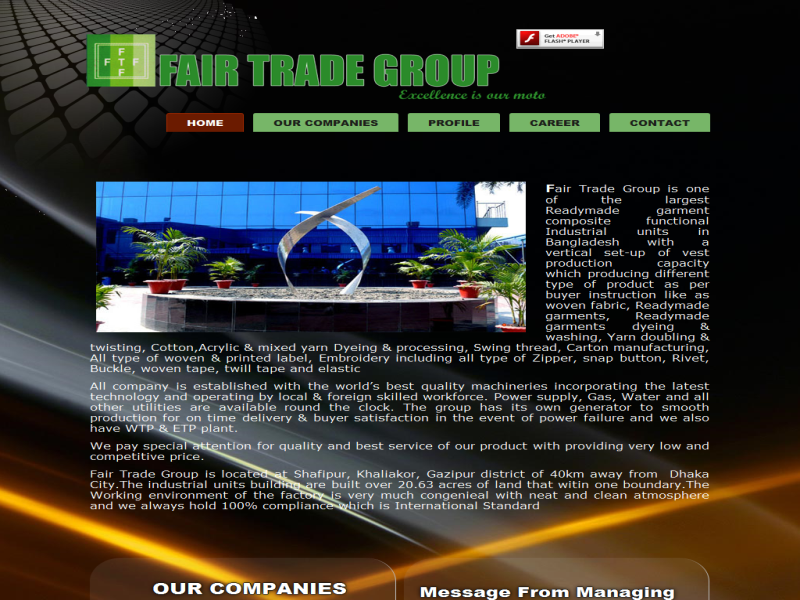 Get ADOBE®
FLASH® PLAYER
F
F T F
F
FAIR TRADE GROUP
Excellence is our moto
HOME
OUR COMPANIES
PROFILE
CAREER
CONTACT
Fair Trade Group is one
of the largest
Readymade garment
composite functional
Industrial units in
Bangladesh with a
vertical set-up of vest
production capacity
which producing different
type of product as per
buyer instruction like as
woven fabric, Readymade
garments, Readymade
garments dyeing &
washing, Yarn doubling &
twisting, Cotton,Acrylic & mixed yarn Dyeing & processing, Swing thread, Carton manufacturing,
All type of woven & printed label, Embroidery including all type of Zipper, snap button, Rivet,
Buckle, woven tape, twill tape and elastic
All company is established with the world’s best quality machineries incorporating the latest
technology and operating by local & foreign skilled workforce. Power supply, Gas, Water and all
other utilities are available round the clock. The group has its own generator to smooth
production for on time delivery & buyer satisfaction in the event of power failure and we also
have WTP & ETP plant.
We pay special attention for quality and best service of our product with providing very low and
competitive price.
Fair Trade Group is located at Shafipur, Khaliakor, Gazipur district of 40km away from Dhaka
City.The industrial units building are built over 20.63 acres of land that witin one boundary.The
Working environment of the factory is very much congenieal with neat and clean atmosphere
and we always hold 100% compliance which is International Standard
OUR COMPANIES
Message From Managing